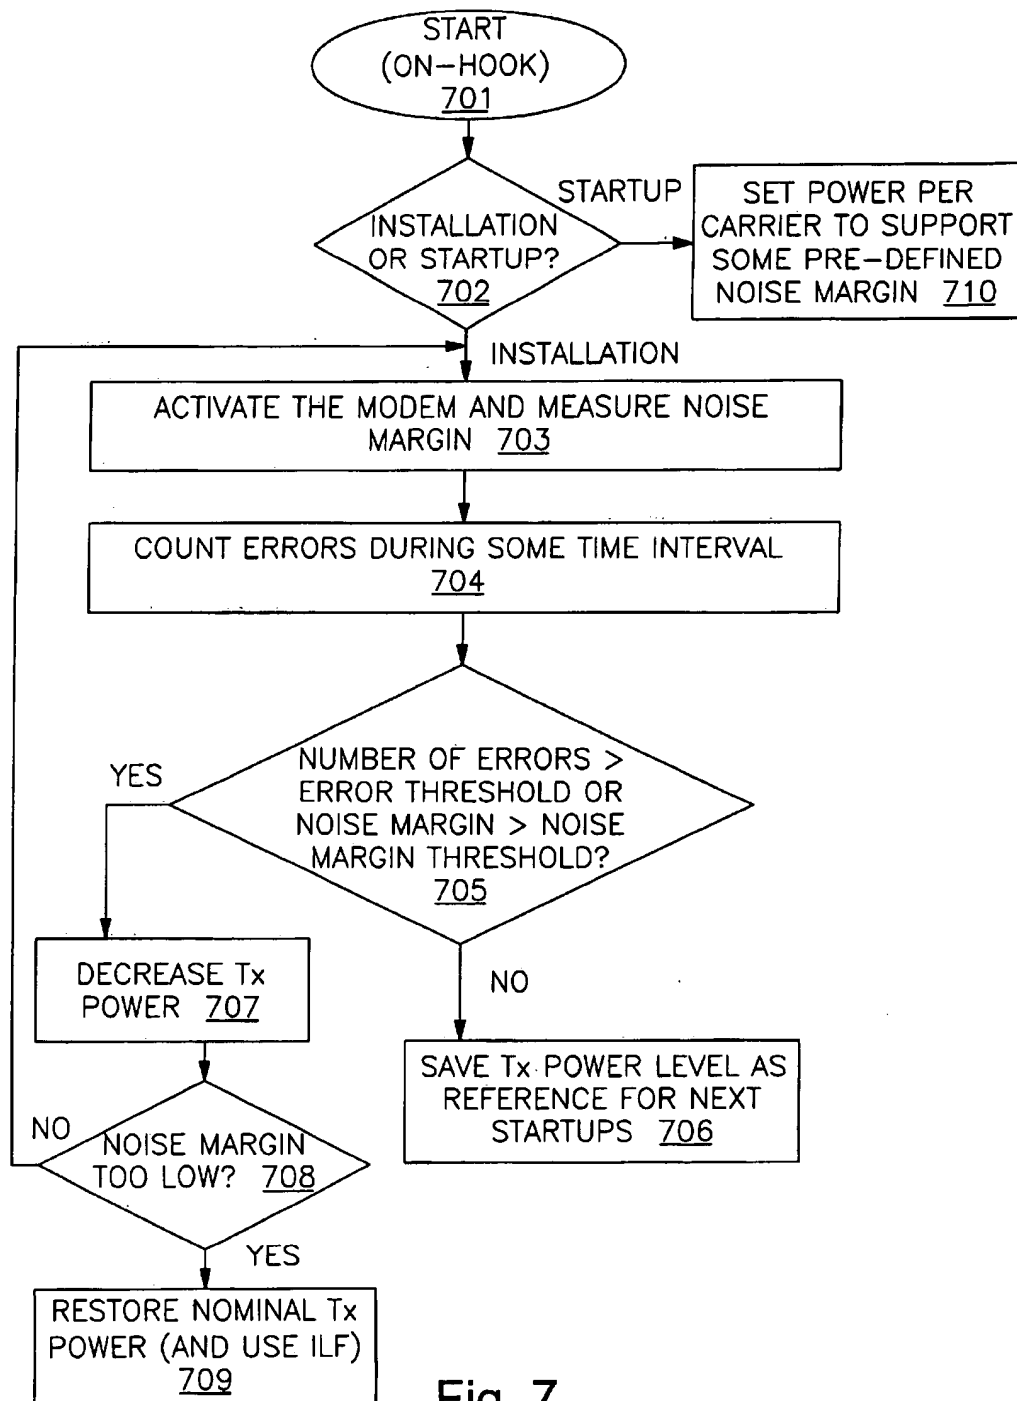 START
(ON-HOOK)
701
INSTALLATION
OR STARTUP?
702
STARTUP
SET POWER PER
CARRIER TO SUPPORT
SOME PRE-DEFINED
NOISE MARGIN 710
INSTALLATION
ACTIVATE THE MODEM AND MEASURE NOISE
MARGIN 703
COUNT ERRORS DURING SOME TIME INTERVAL
704
NUMBER OF ERRORS >
ERROR THRESHOLD OR
NOISE MARGIN > NOISE
MARGIN THRESHOLD?
705
YES
DECREASE Tx
POWER 707
NO
SAVE Tx POWER LEVEL AS
REFERENCE FOR NEXT
STARTUPS 706
NO
NOISE MARGIN
TOO LOW? 708
YES
RESTORE NOMINAL Tx
POWER (AND USE ILF)
709
Fig. 7